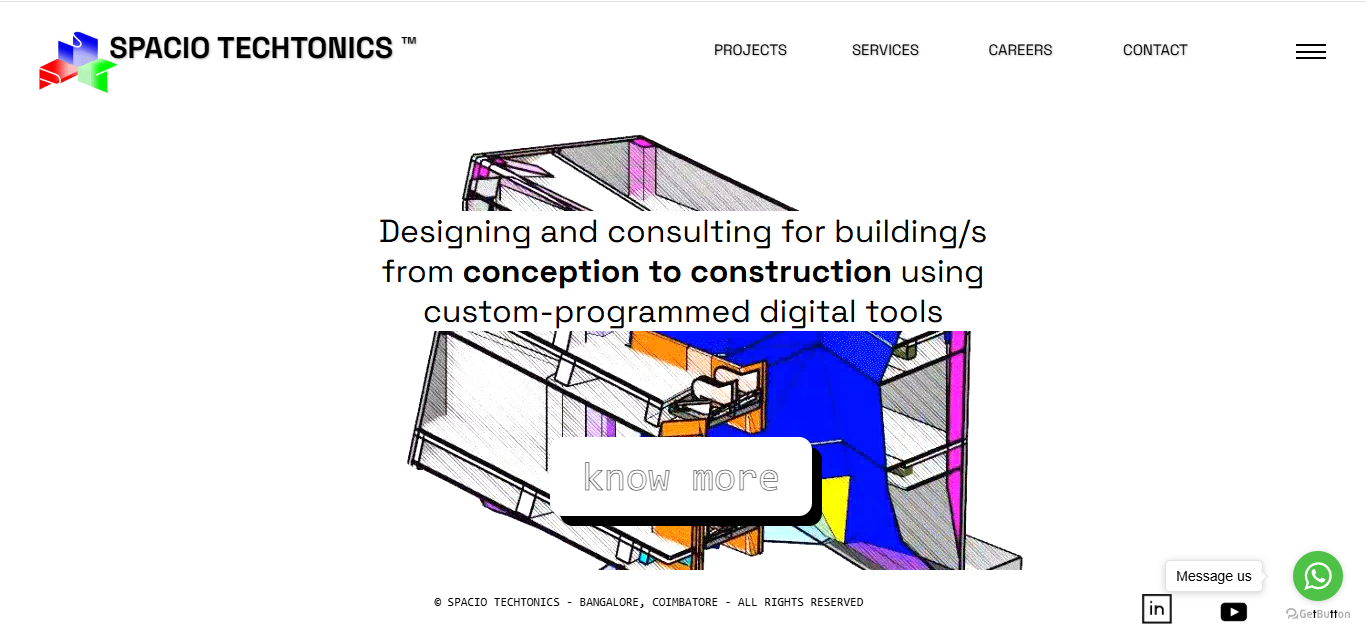 SPACIO TECHTONICS ™
PROJECTS SERVICES CAREERS CONTACT
Designing and consulting for building/s
from conception to construction using
custom-programmed digital tools
know more
Message us
© SPACIO TECHTONICS - BANGALORE, COIMBATORE - ALL RIGHTS RESERVED
in
GetButton